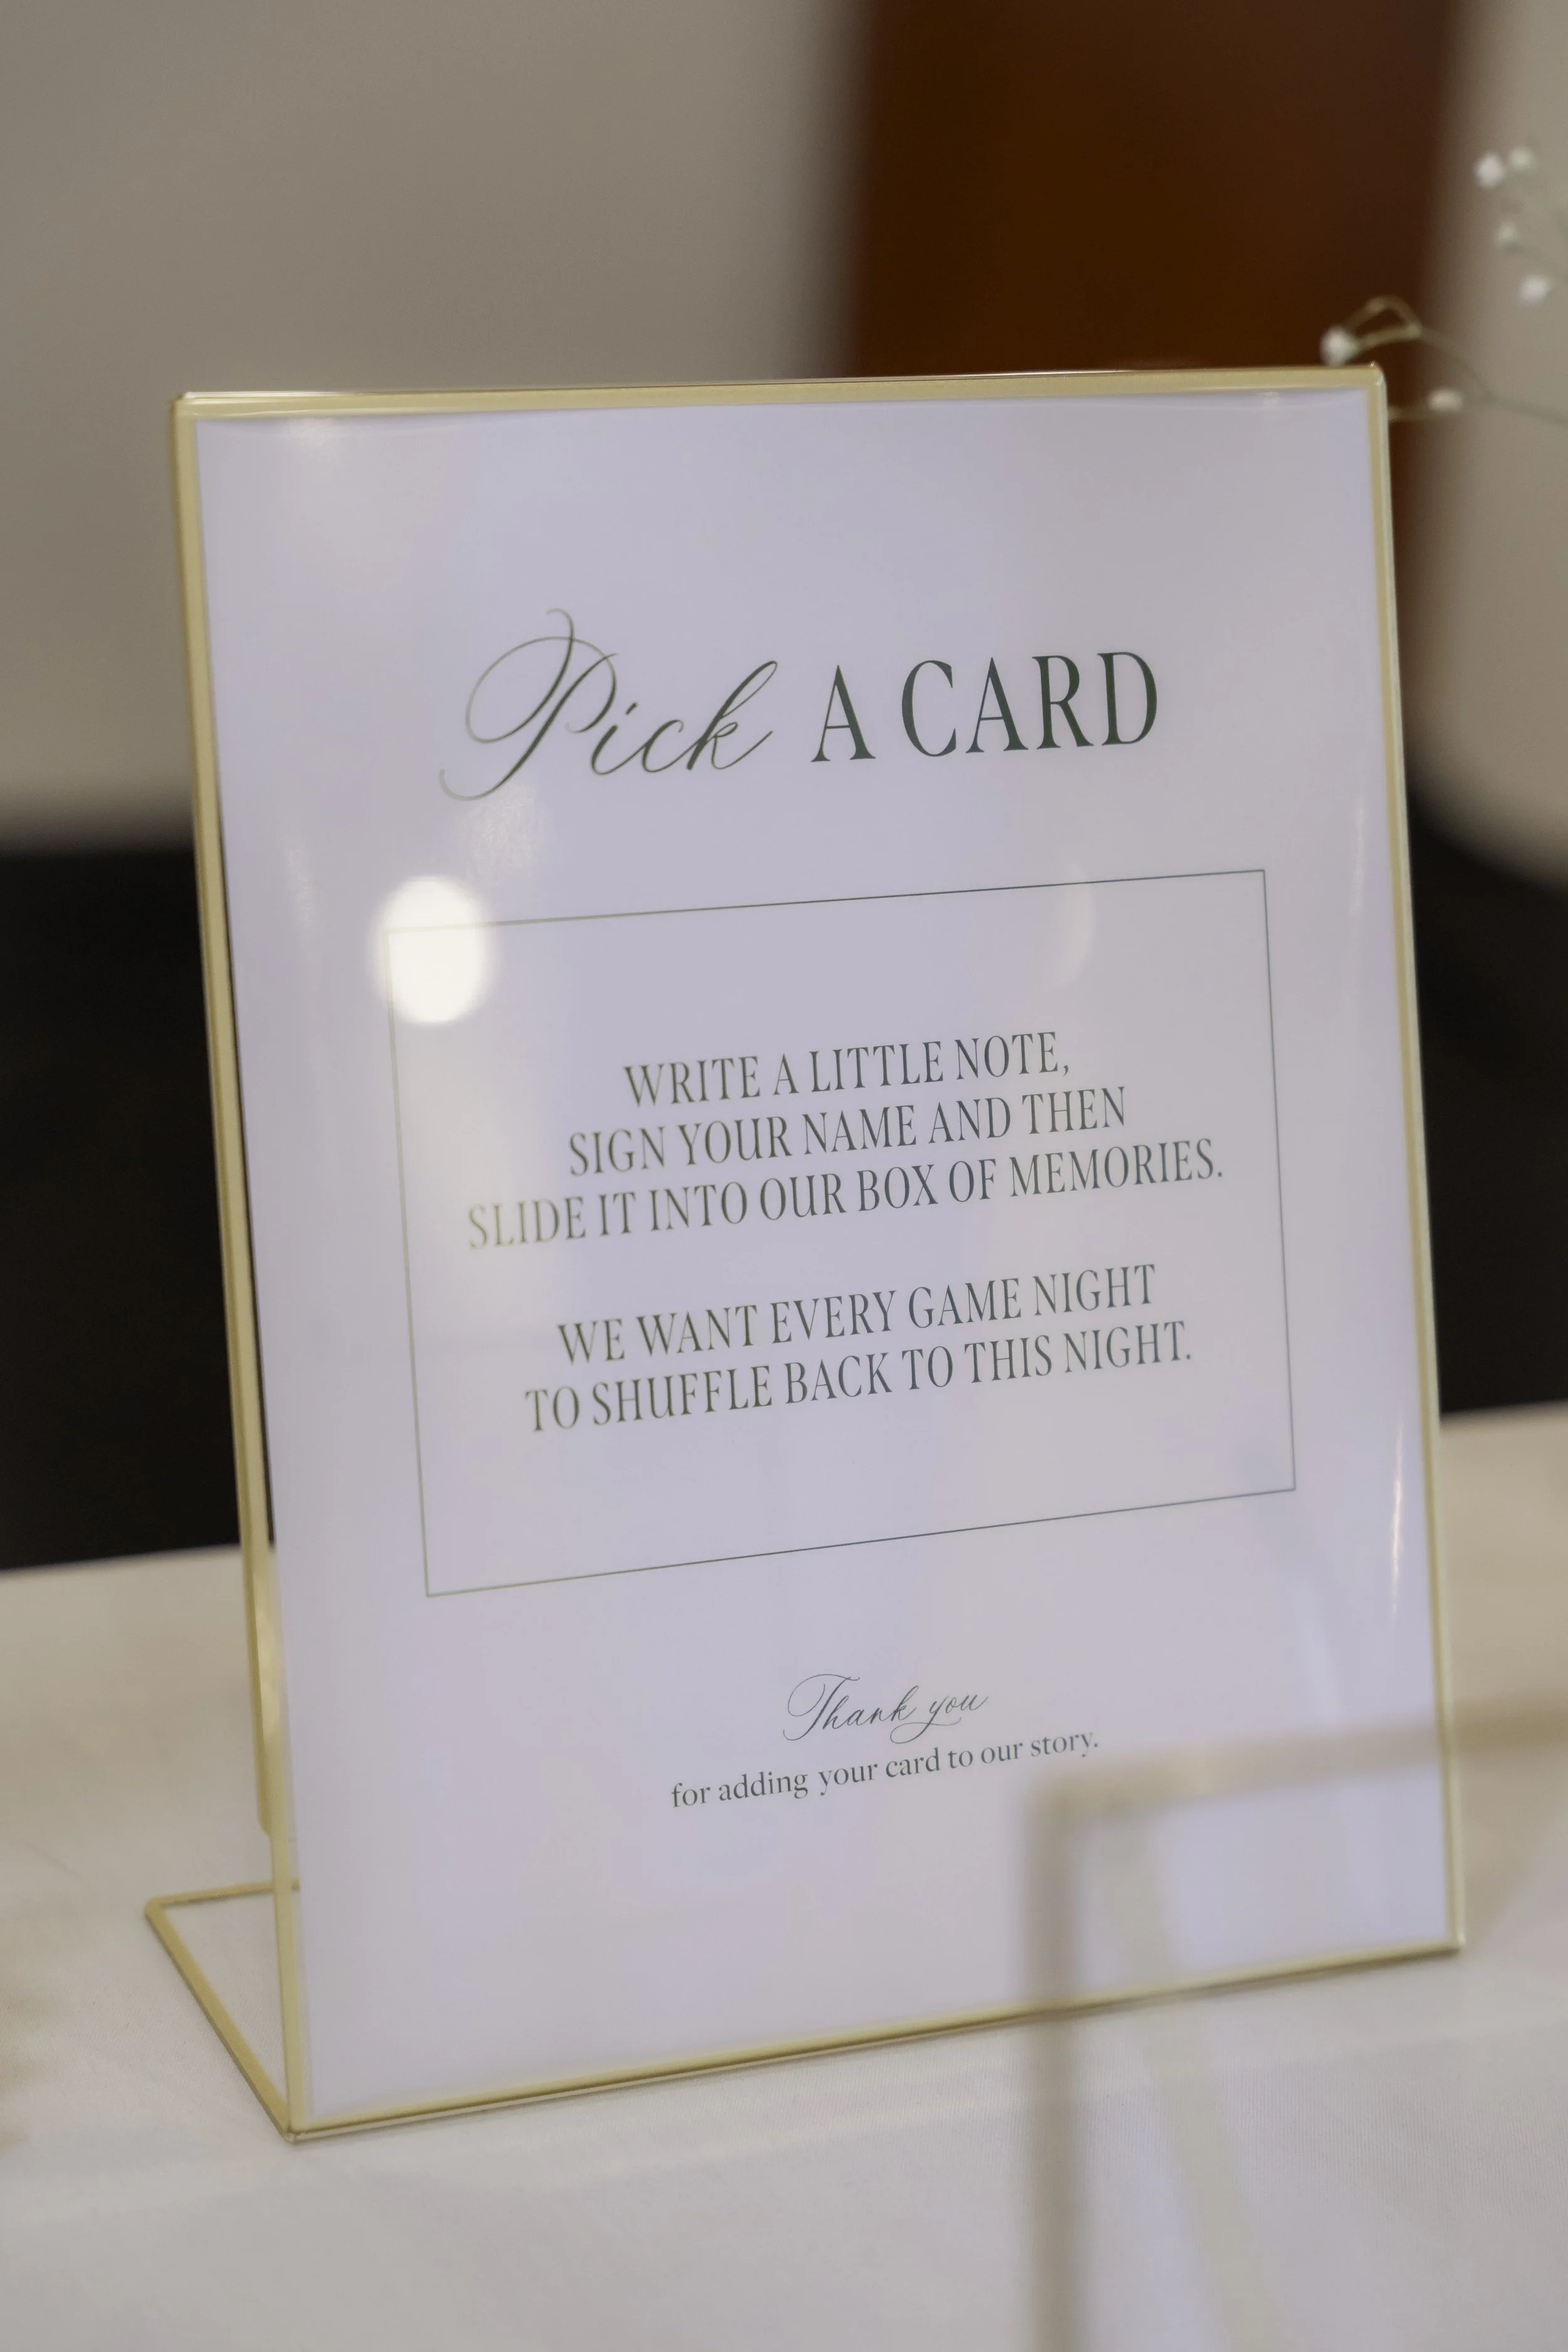 Pick A CARD
WRITE A LITTLE NOTE,
SIGN YOUR NAME AND THEN
SLIDE IT INTO OUR BOX OF MEMORIES.
WE WANT EVERY GAME NIGHT
TO SHUFFLE BACK TO THIS NIGHT.
Thank you
for adding your card to our story.